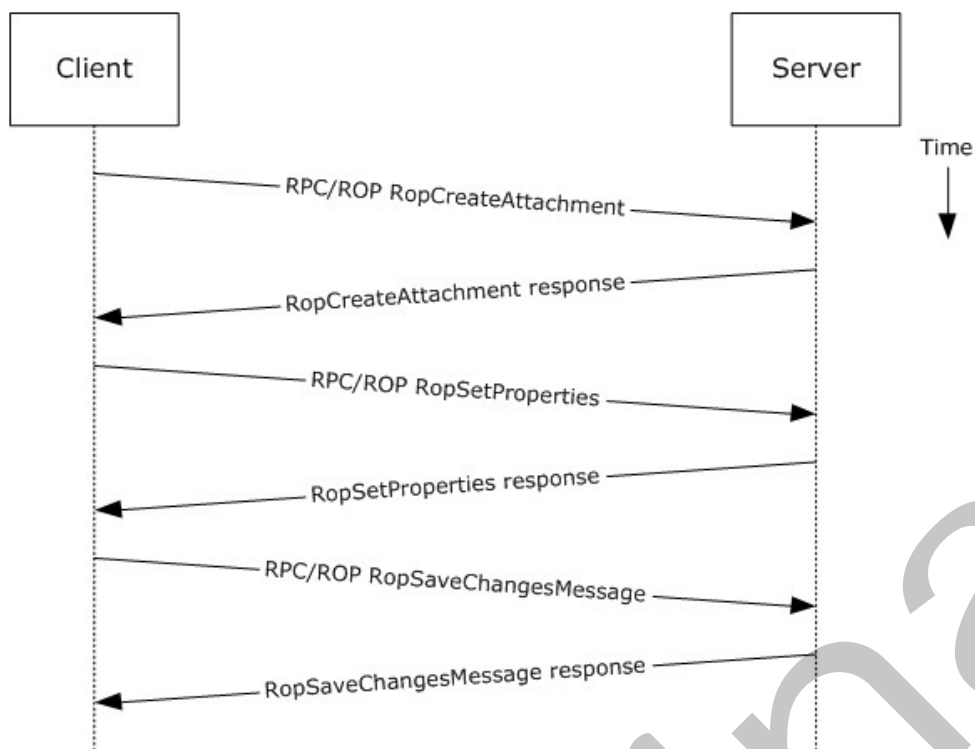 Client
Server
Time
RPC/ROP RopCreateAttachment
RopCreateAttachment response
RPC/ROP RopSetProperties
RopSetProperties response
RPC/ROP RopSaveChangesMessage
RopSaveChangesMessage response